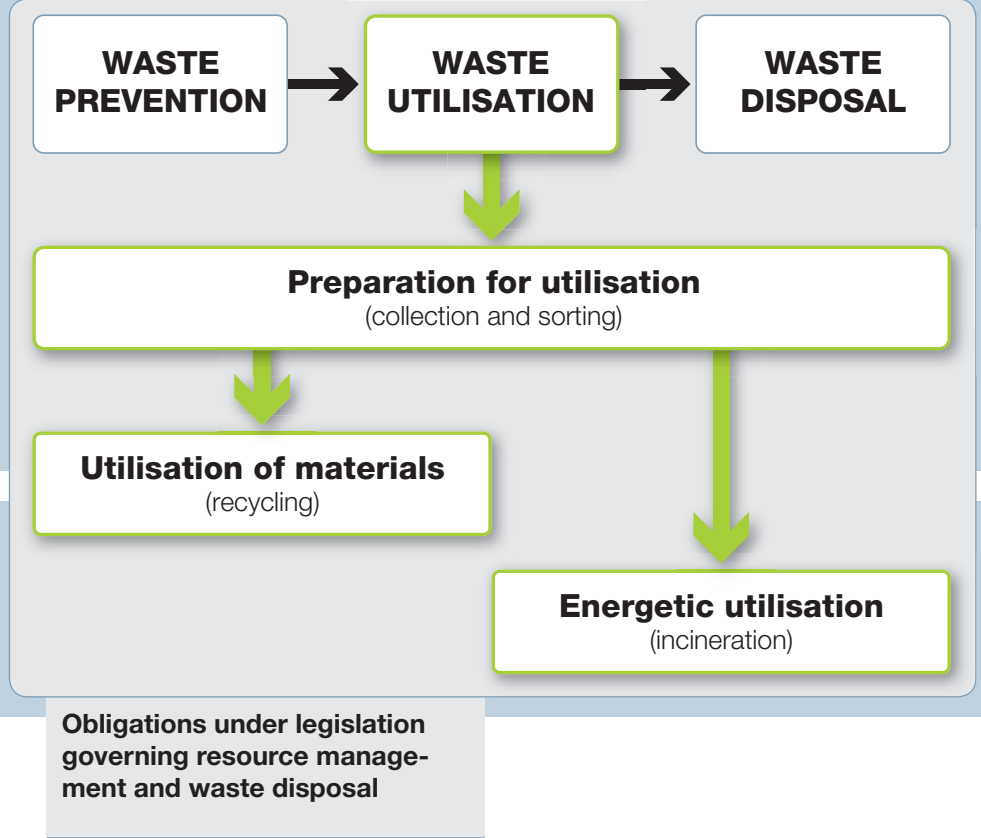 WASTE
PREVENTION
WASTE
UTILISATION
WASTE
DISPOSAL
Preparation for utilisation
(collection and sorting)
Utilisation of materials
(recycling)
Energetic utilisation
(incineration)
Obligations under legislation
governing resource manage-
ment and waste disposal